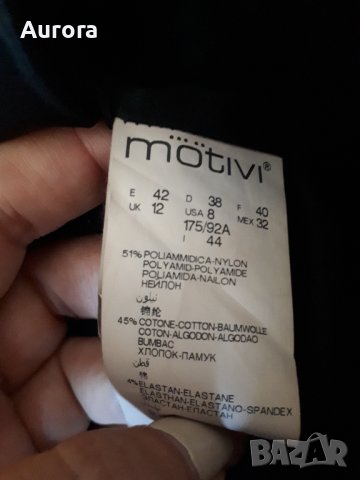 Aurora
mötivi®
E 42 D 38 F 40
UK 12 USA 8 MEX 32
175/92A
I 44
51% POLIAMMIDICA-NYLON
POLYAMID-POLYAMIDE
POLIAMIDA-NAILON
НЕЙЛОН
نيلون
锦纶
45% COTONE-COTTON-BAUMWOLLE
COTON-ALGODON-ALGODAO
BUMBAC
ХЛОПОК-ПАМУК
قطن
棉
4% ELASTAN-ELASTANE
ELASTHAN-ELASTANO-SPANDEX
ЭЛАСТАН-ЕЛАСТАН
BAZAR